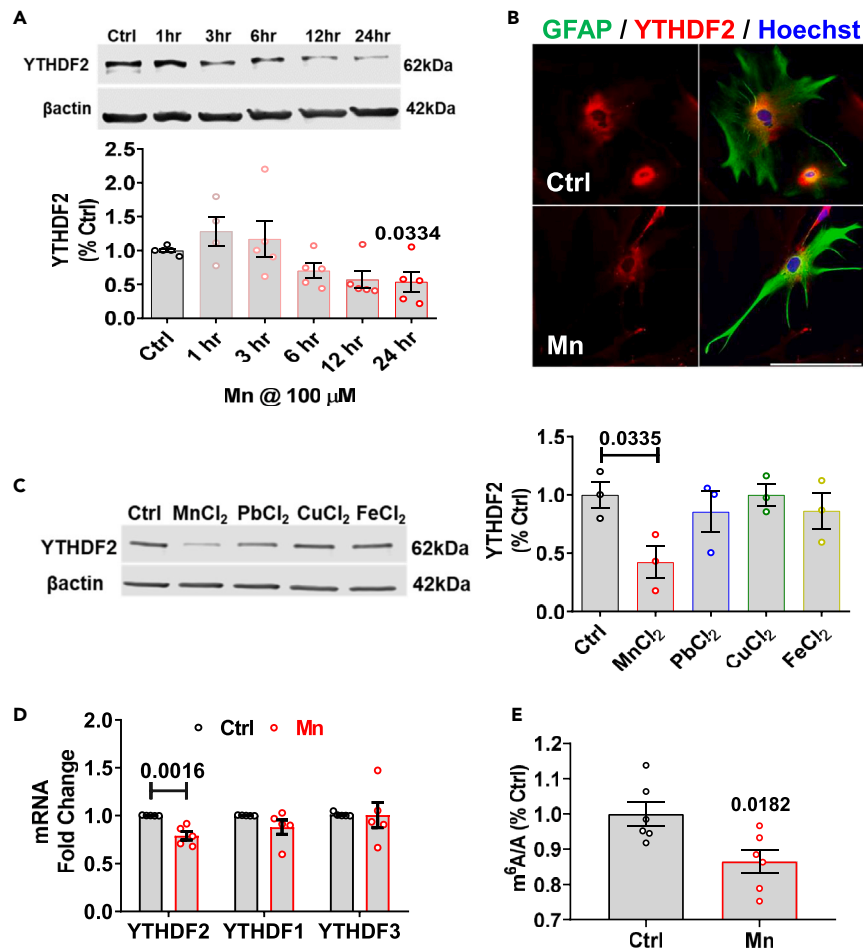 A
Ctrl 1hr 3hr 6hr 12hr 24hr
YTHDF2
62kDa
βactin
42kDa
YTHDF2
(% Ctrl)
2.5
2.0
1.5
1.0
0.5
0.0
0.0334
Ctrl 1 hr 3 hr 6 hr 12 hr 24 hr
Mn @ 100 μM
B
GFAP / YTHDF2 / Hoechst
Ctrl
Mn
C
Ctrl MnCl₂ PbCl₂ CuCl₂ FeCl₂
YTHDF2
62kDa
βactin
42kDa
YTHDF2
(% Ctrl)
1.5
1.0
0.5
0.0
0.0335
Ctrl MnCl₂ PbCl₂ CuCl₂ FeCl₂
D
mRNA
Fold Change
2.0
1.5
1.0
0.5
0.0
Ctrl Mn
0.0016
YTHDF2 YTHDF1 YTHDF3
E
m⁶A/A (% Ctrl)
1.2
1.1
1.0
0.9
0.8
0.7
0.0182
Ctrl Mn